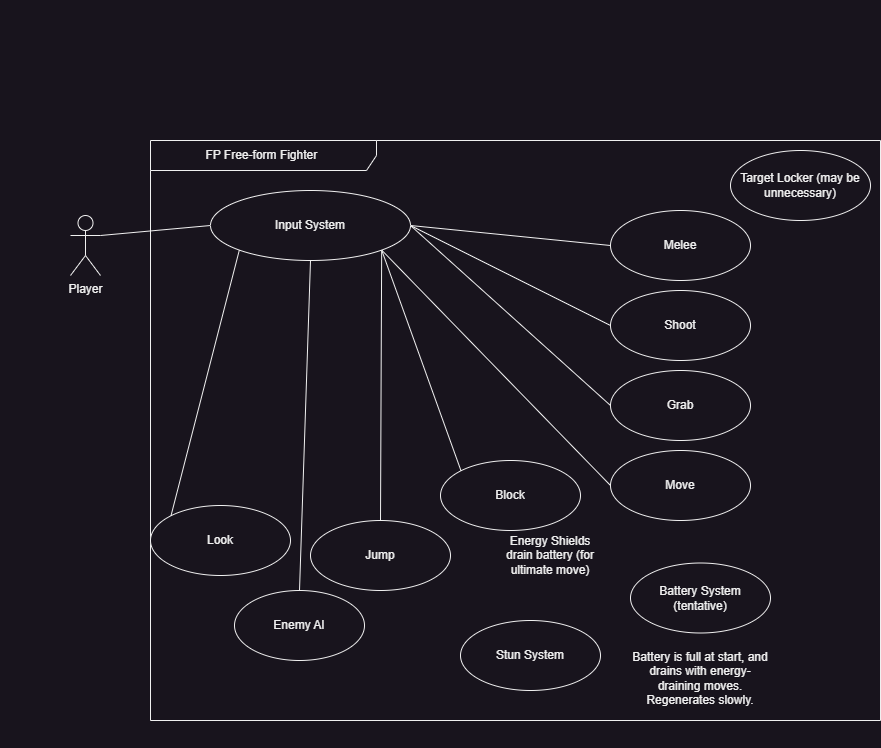 FP Free-form Fighter
Target Locker (may be
unnecessary)
Input System
Melee
Player
Shoot
Grab
Move
Block
Look
Energy Shields
drain battery (for
ultimate move)
Jump
Battery System
(tentative)
Enemy AI
Stun System
Battery is full at start, and
drains with energy-
draining moves.
Regenerates slowly.